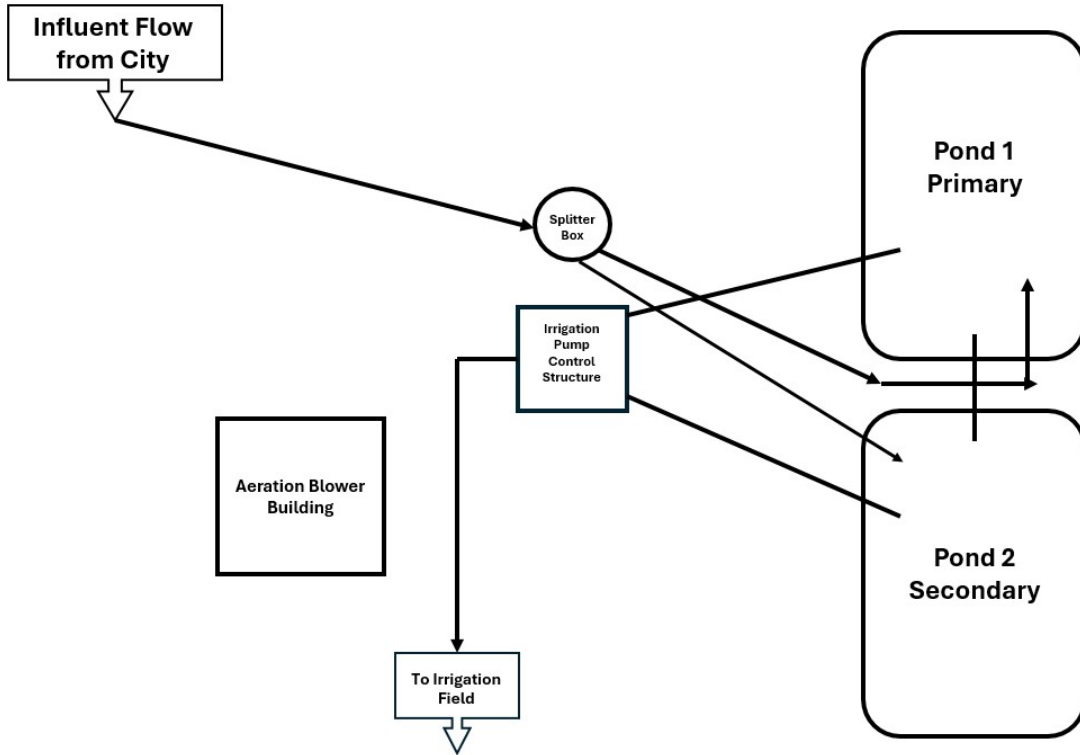 Influent Flow
from City
Pond 1
Primary
Splitter
Box
Irrigation
Pump
Control
Structure
Aeration Blower
Building
Pond 2
Secondary
To Irrigation
Field